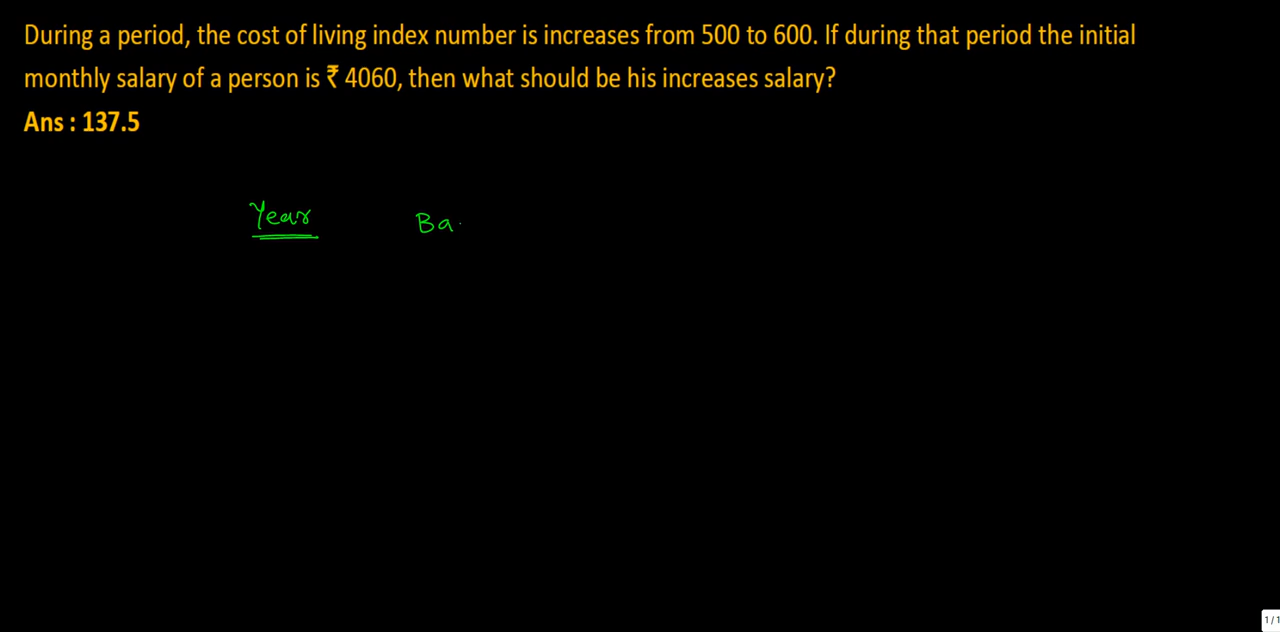 During a period, the cost of living index number is increases from 500 to 600. If during that period the initial
monthly salary of a person is ₹ 4060, then what should be his increases salary?
Ans : 137.5
Year Ba
1 / 1